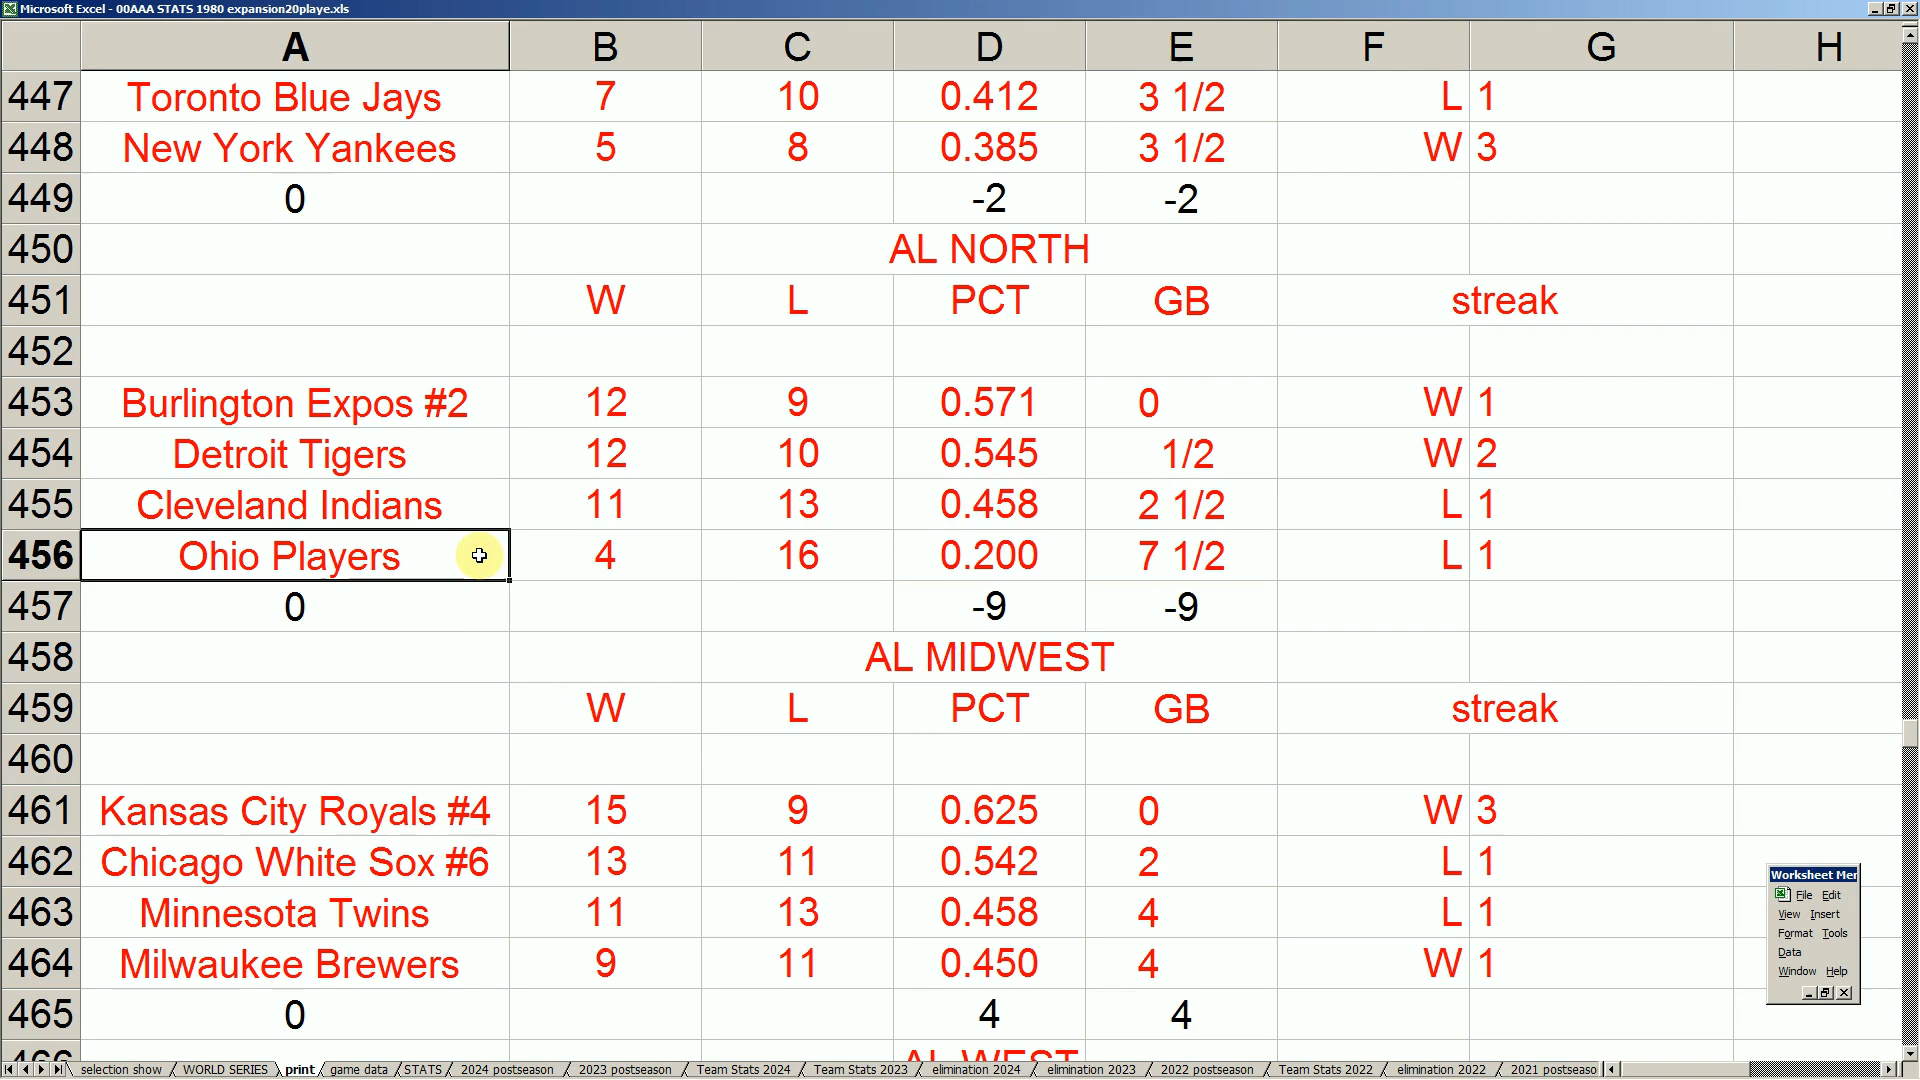 Microsoft Excel - 00AAA STATS 1980 expansion20playe.xls
A B C D E F G H
447 Toronto Blue Jays 7 10 0.412 3 1/2 L 1
448 New York Yankees 5 8 0.385 3 1/2 W 3
449 0 -2 -2
450 AL NORTH
451 W L PCT GB streak
452
453 Burlington Expos #2 12 9 0.571 0 W 1
454 Detroit Tigers 12 10 0.545 1/2 W 2
455 Cleveland Indians 11 13 0.458 2 1/2 L 1
456 Ohio Players 4 16 0.200 7 1/2 L 1
457 0 -9 -9
458 AL MIDWEST
459 W L PCT GB streak
460
461 Kansas City Royals #4 15 9 0.625 0 W 3
462 Chicago White Sox #6 13 11 0.542 2 L 1
463 Minnesota Twins 11 13 0.458 4 L 1
464 Milwaukee Brewers 9 11 0.450 4 W 1
465 0 4 4
466 AL WEST
Worksheet Mer
File Edit
View Insert
Format Tools
Data
Window Help
selection show WORLD SERIES print game data STATS 2024 postseason 2023 postseason Team Stats 2024 Team Stats 2023 elimination 2024 elimination 2023 2022 postseason Team Stats 2022 elimination 2022 2021 postseaso